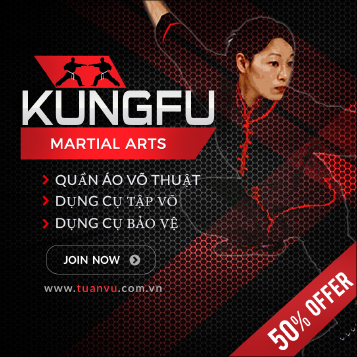 KUNGFU
MARTIAL ARTS
QUẦN ÁO VÕ THUẬT
DỤNG CỤ TẬP VÕ
DỤNG CỤ BẢO VỆ
JOIN NOW
www.tuanvu.com.vn
50% OFFER